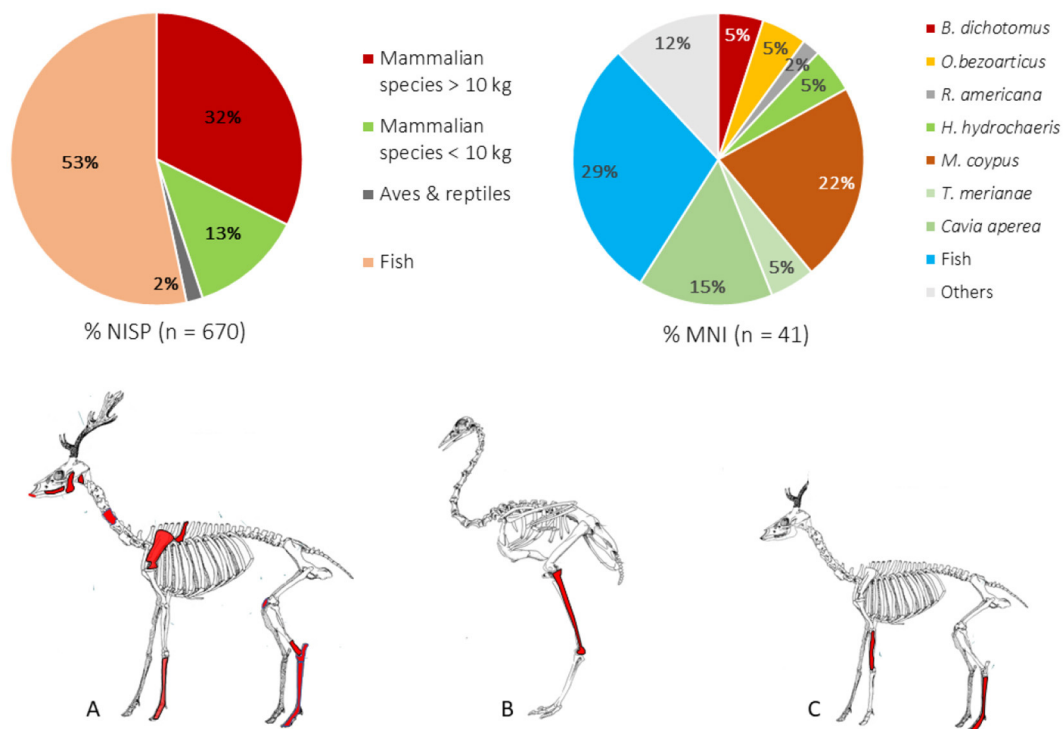 32%
13%
2%
53%
Mammalian
species > 10 kg
Mammalian
species < 10 kg
Aves & reptiles
Fish
% NISP (n = 670)
5%
5%
2%
5%
22%
5%
15%
29%
12%
B. dichotomus
O.bezoarticus
R. americana
H. hydrochaeris
M. coypus
T. merianae
Cavia aperea
Fish
Others
% MNI (n = 41)
A
B
C